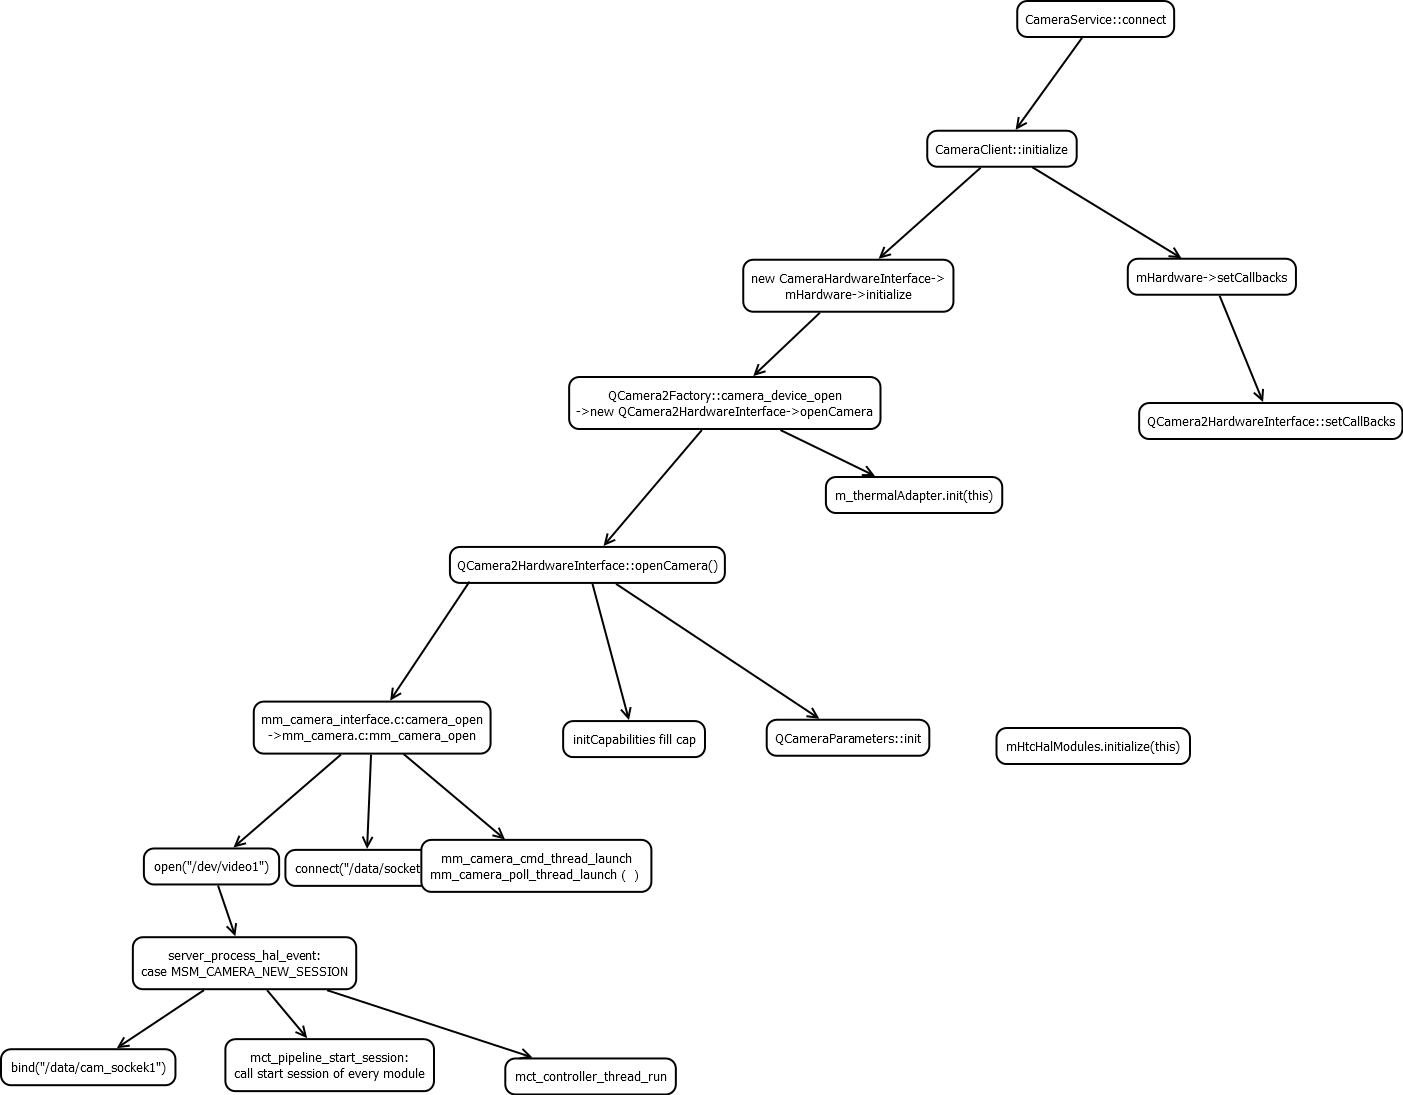 CameraService::connect
CameraClient::initialize
new CameraHardwareInterface->
mHardware->initialize
mHardware->setCallbacks
QCamera2Factory::camera_device_open
->new QCamera2HardwareInterface->openCamera
QCamera2HardwareInterface::setCallBacks
m_thermalAdapter.init(this)
QCamera2HardwareInterface::openCamera()
mm_camera_interface.c:camera_open
->mm_camera.c:mm_camera_open
initCapabilities fill cap
QCameraParameters::init
mHtcHalModules.initialize(this)
open("/dev/video1")
connect("/data/socket
mm_camera_cmd_thread_launch
mm_camera_poll_thread_launch (  )
server_process_hal_event:
case MSM_CAMERA_NEW_SESSION
bind("/data/cam_sockek1")
mct_pipeline_start_session:
call start session of every module
mct_controller_thread_run